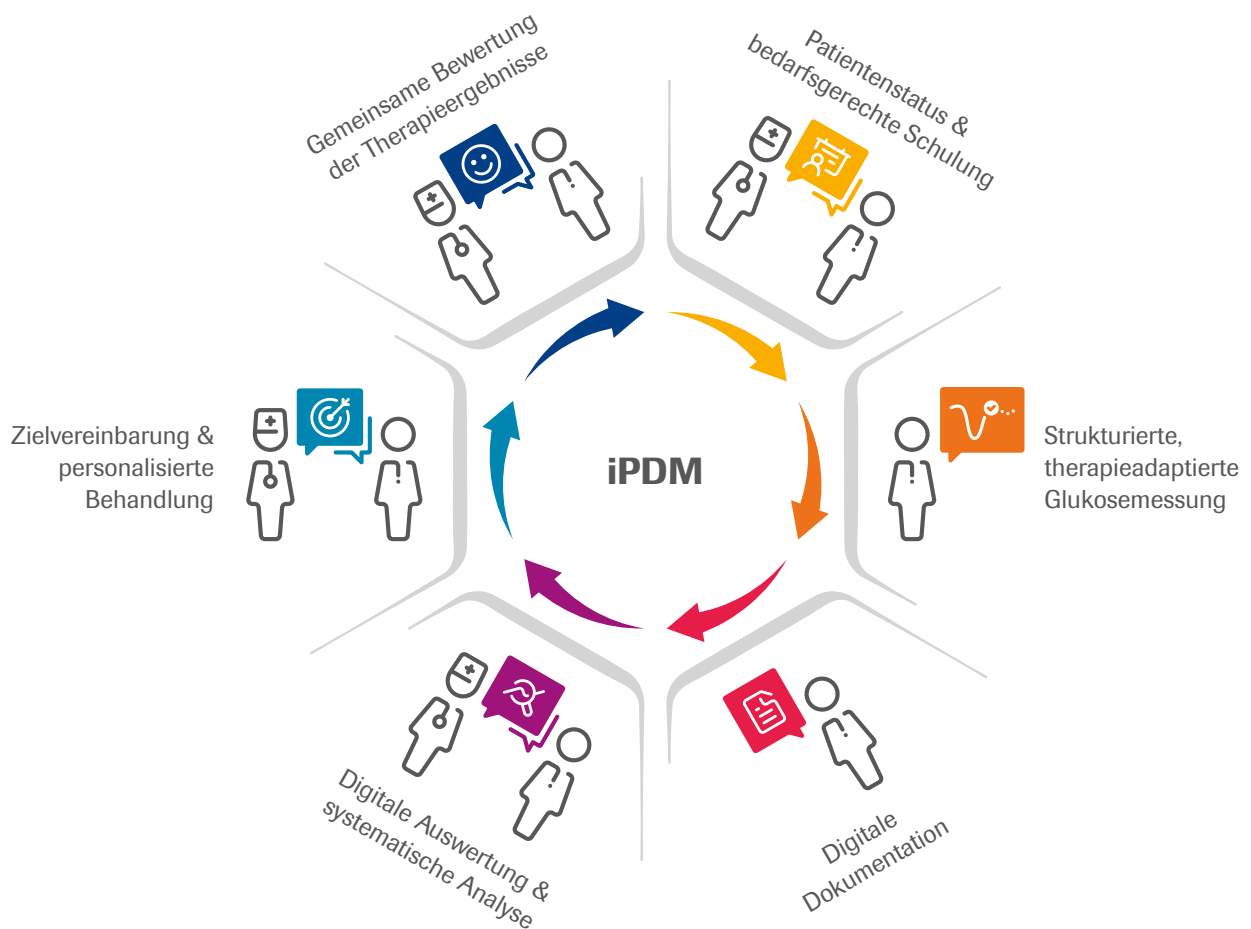 Gemeinsame Bewertung
der Therapieergebnisse
Patientenstatus &
bedarfsgerechte Schulung
Zielvereinbarung &
personalisierte
Behandlung
iPDM
Strukturierte,
therapieadaptierte
Glukosemessung
Digitale Auswertung &
systematische Analyse
Digitale
Dokumentation